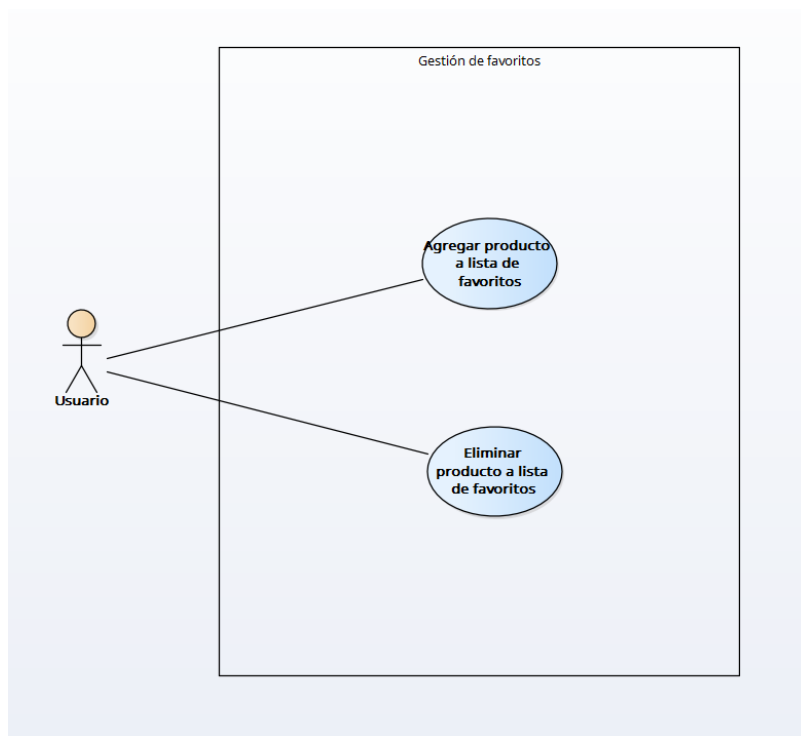 Gestión de favoritos
Agregar producto
a lista de
favoritos
Usuario
Eliminar
producto a lista
de favoritos